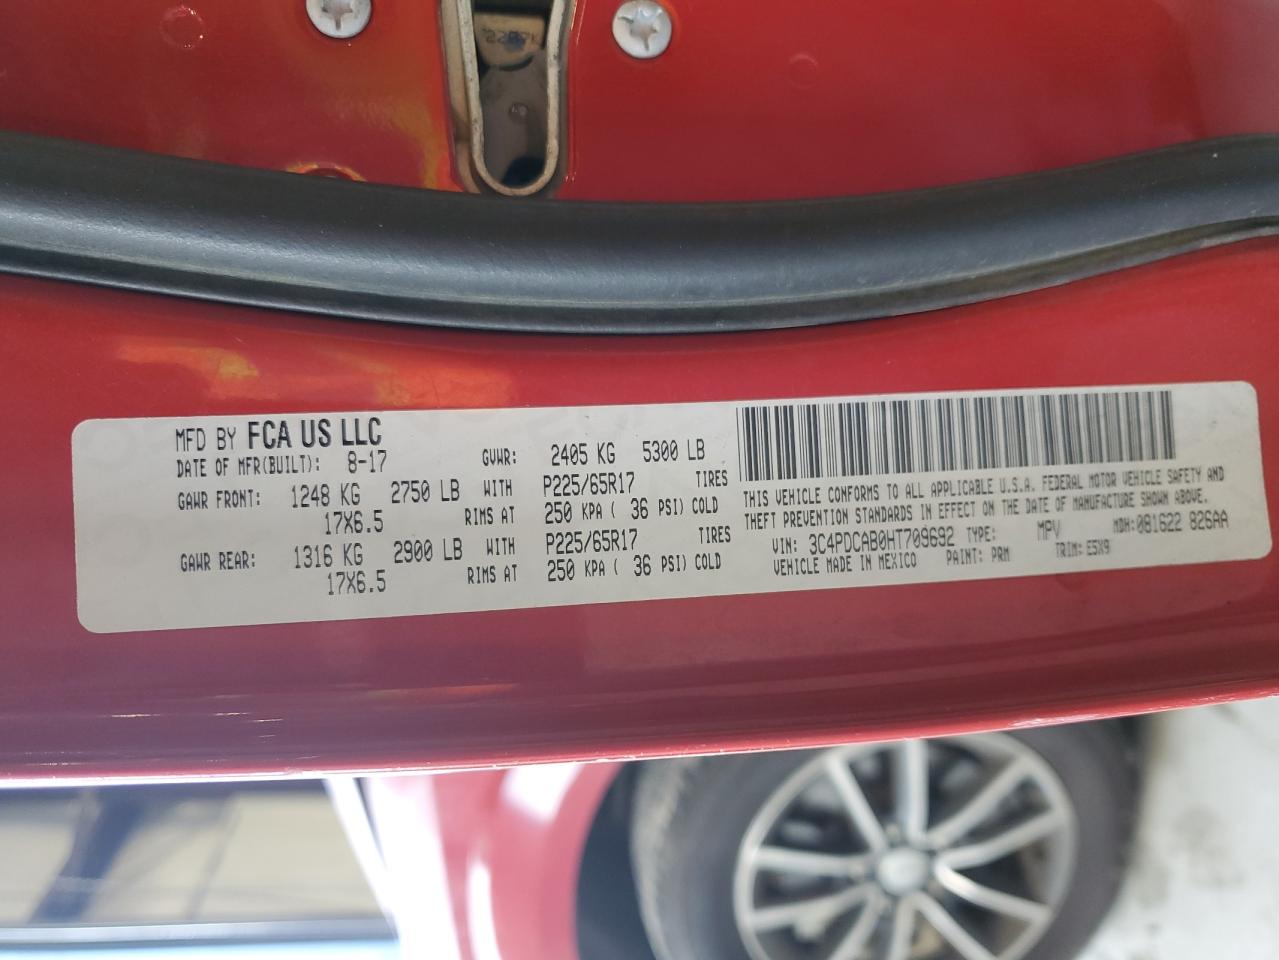 MFD BY FCA US LLC
DATE OF MFR(BUILT): 8-17 GVWR: 2405 KG 5300 LB
GAWR FRONT: 1248 KG 2750 LB WITH P225/65R17 TIRES
17X6.5 RIMS AT 250 KPA ( 36 PSI) COLD
GAWR REAR: 1316 KG 2900 LB WITH P225/65R17 TIRES
17X6.5 RIMS AT 250 KPA ( 36 PSI) COLD
THIS VEHICLE CONFORMS TO ALL APPLICABLE U.S.A. FEDERAL MOTOR VEHICLE SAFETY AND
THEFT PREVENTION STANDARDS IN EFFECT ON THE DATE OF MANUFACTURE SHOWN ABOVE.
VIN: 3C4PDCAB0HT709692 TYPE: MPV MDH:081622 826AA
VEHICLE MADE IN MEXICO PAINT: PRM TRIM: E5X9